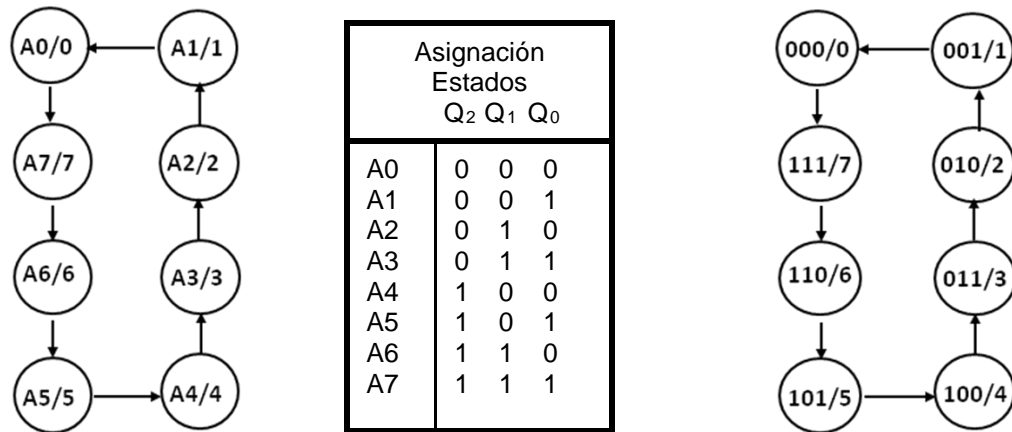 A0/0 A1/1
A7/7 A2/2
A6/6 A3/3
A5/5 A4/4
Asignación
Estados
Q2 Q1 Q0
A0 0 0 0
A1 0 0 1
A2 0 1 0
A3 0 1 1
A4 1 0 0
A5 1 0 1
A6 1 1 0
A7 1 1 1
000/0 001/1
111/7 010/2
110/6 011/3
101/5 100/4